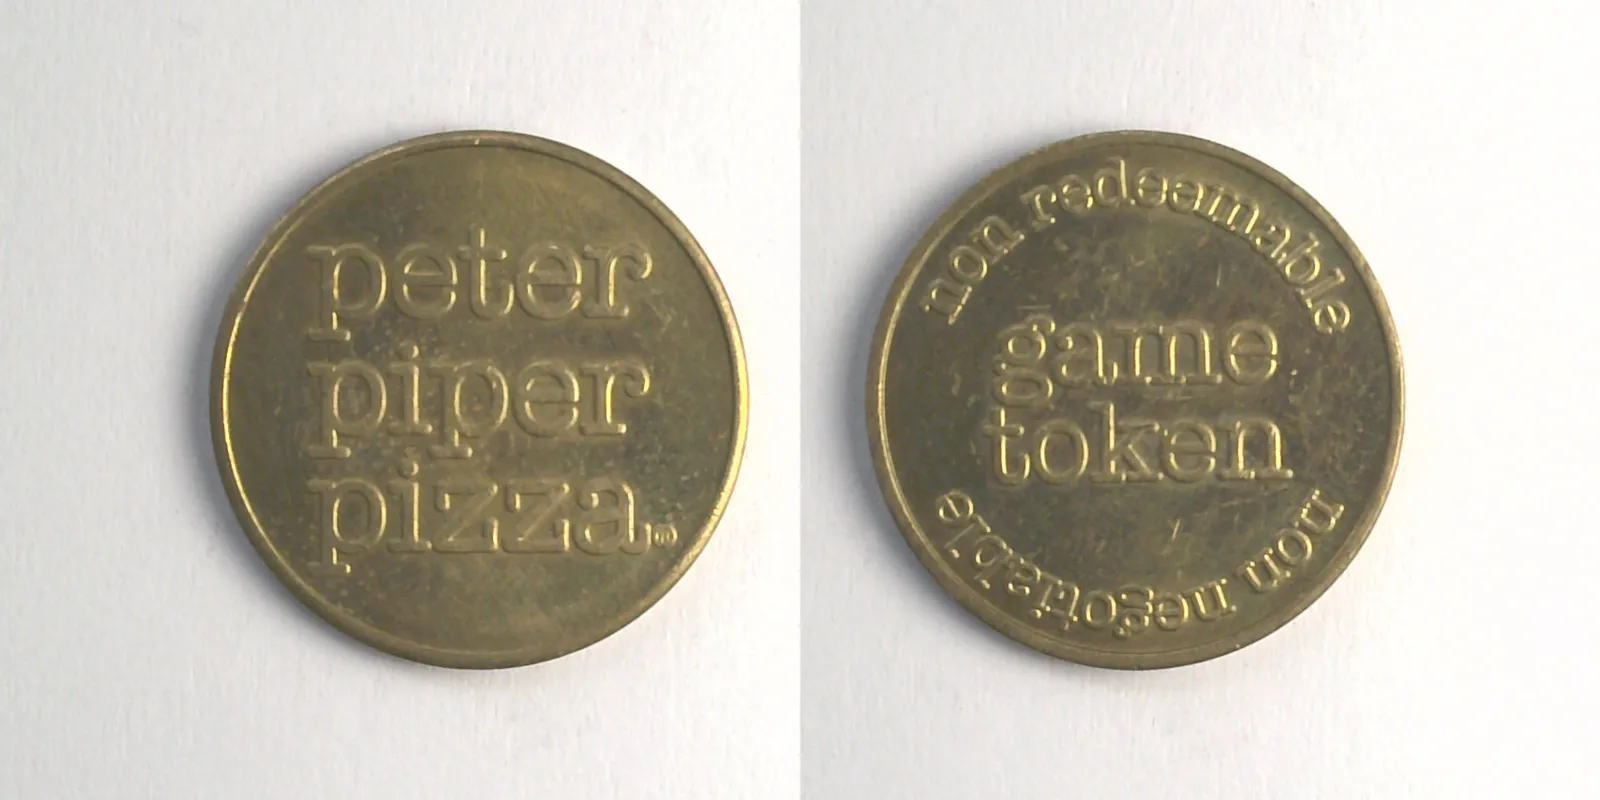 peter
piper
pizza®
non redeemable
game
token
non negotiable